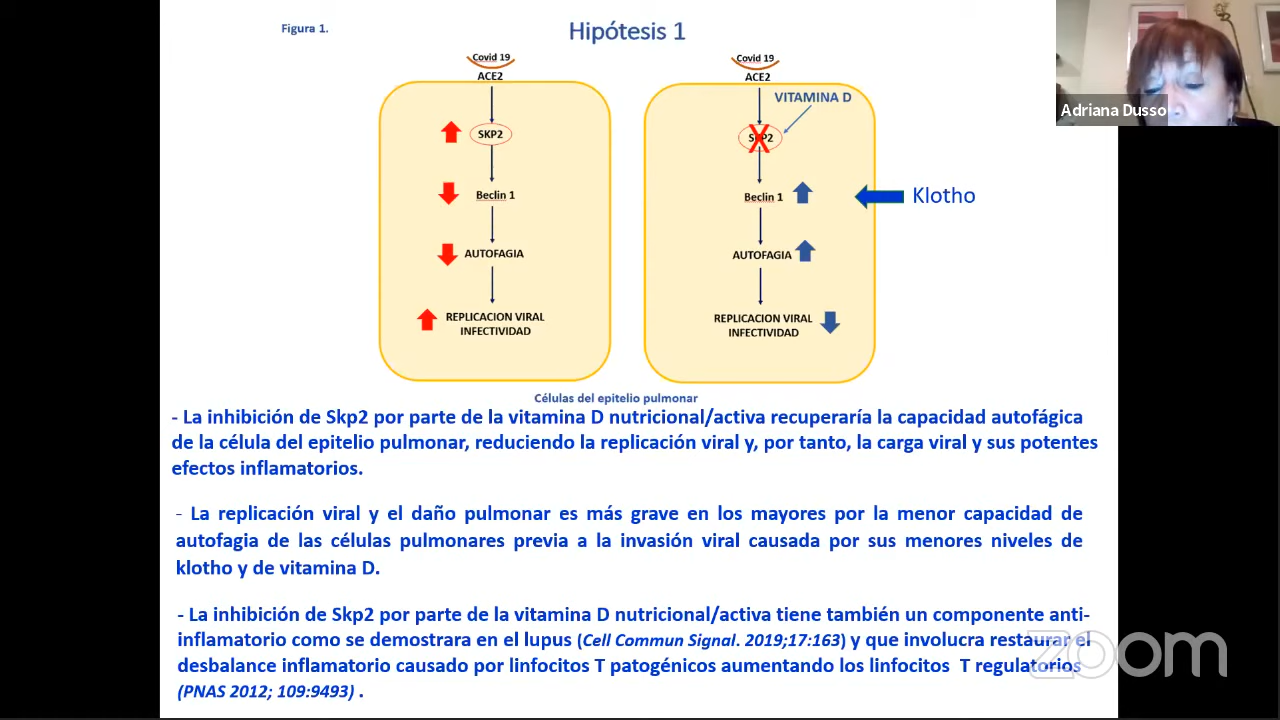 Figura 1.
Hipótesis 1
Covid 19
ACE2
SKP2
Beclin 1
AUTOFAGIA
REPLICACION VIRAL
INFECTIVIDAD
Covid 19
ACE2
VITAMINA D
SKP2
Beclin 1
AUTOFAGIA
REPLICACION VIRAL
INFECTIVIDAD
Klotho
Células del epitelio pulmonar
- La inhibición de Skp2 por parte de la vitamina D nutricional/activa recuperaría la capacidad autofágica
de la célula del epitelio pulmonar, reduciendo la replicación viral y, por tanto, la carga viral y sus potentes
efectos inflamatorios.
- La replicación viral y el daño pulmonar es más grave en los mayores por la menor capacidad de
autofagia de las células pulmonares previa a la invasión viral causada por sus menores niveles de
klotho y de vitamina D.
- La inhibición de Skp2 por parte de la vitamina D nutricional/activa tiene también un componente anti-
inflamatorio como se demostrara en el lupus (Cell Commun Signal. 2019;17:163) y que involucra restaurar el
desbalance inflamatorio causado por linfocitos T patogénicos aumentando los linfocitos T regulatorios
(PNAS 2012; 109:9493) .
Adriana Dusso
zoom